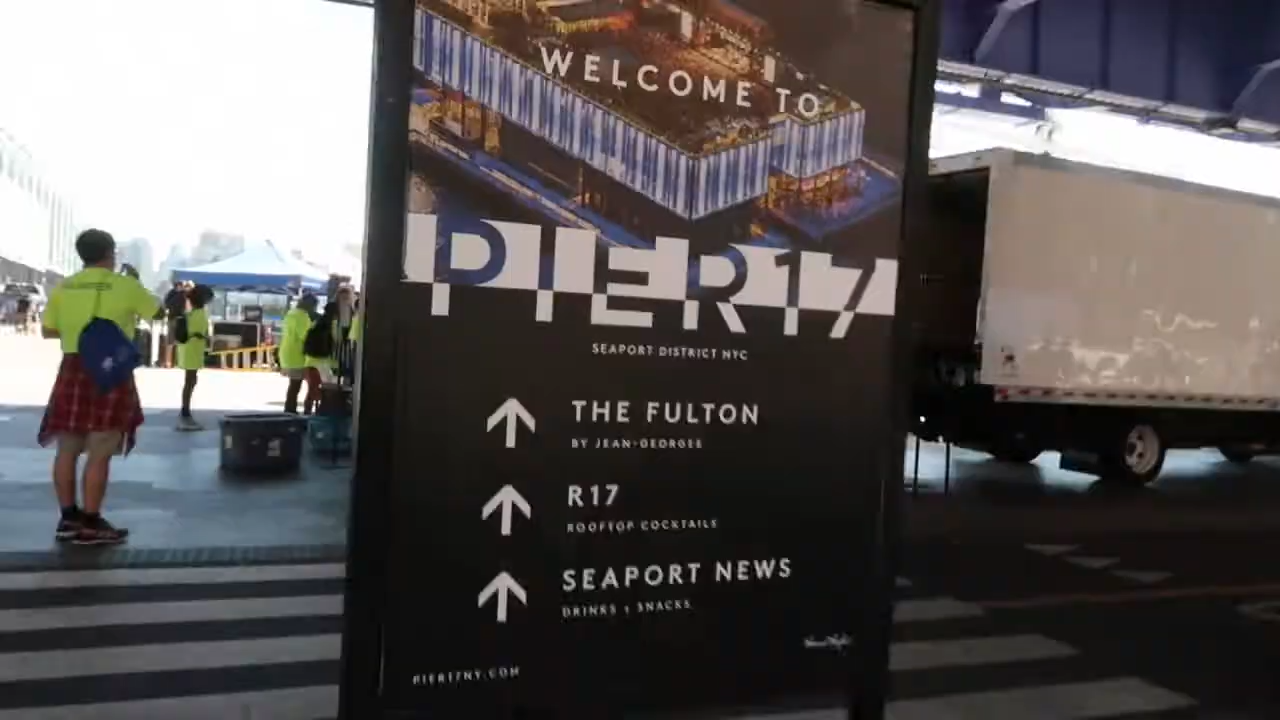 WELCOME TO
PIER17
SEAPORT DISTRICT NYC
THE FULTON
BY JEAN-GEORGES
R17
ROOFTOP COCKTAILS
SEAPORT NEWS
DRINKS + SNACKS
PIER17NY.COM